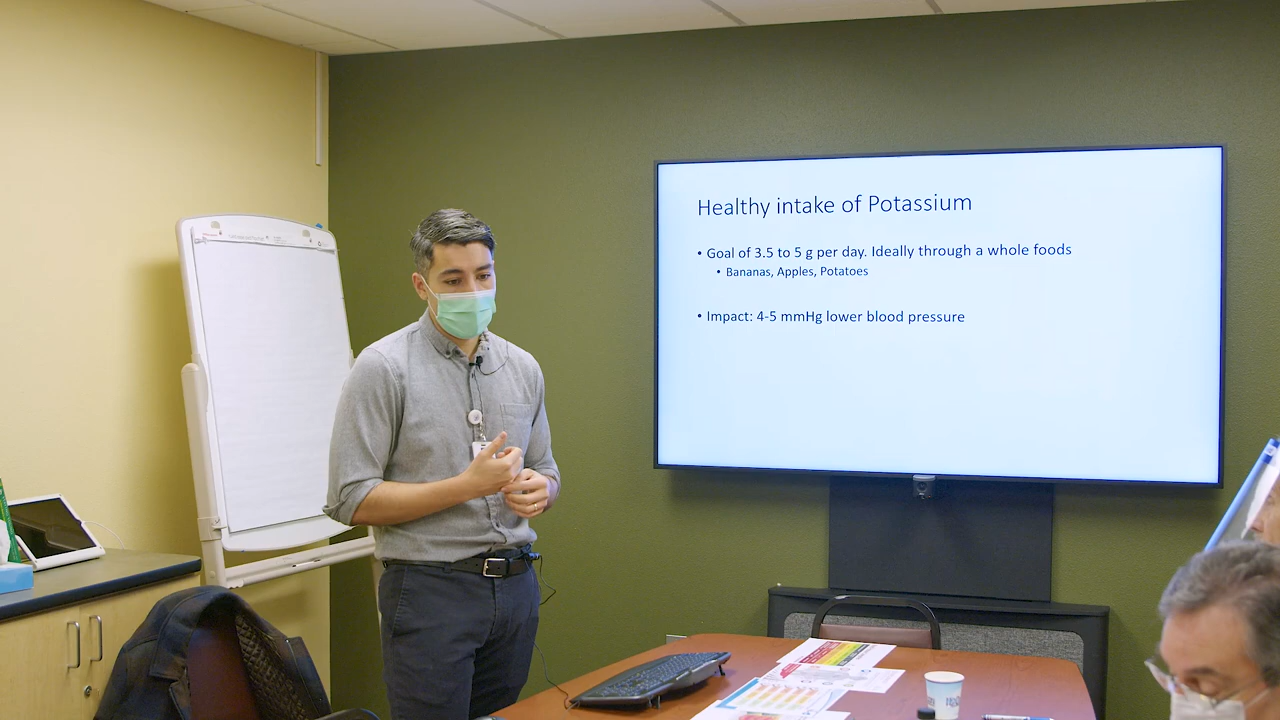 Healthy intake of Potassium
• Goal of 3.5 to 5 g per day. Ideally through a whole foods
• Bananas, Apples, Potatoes
• Impact: 4-5 mmHg lower blood pressure